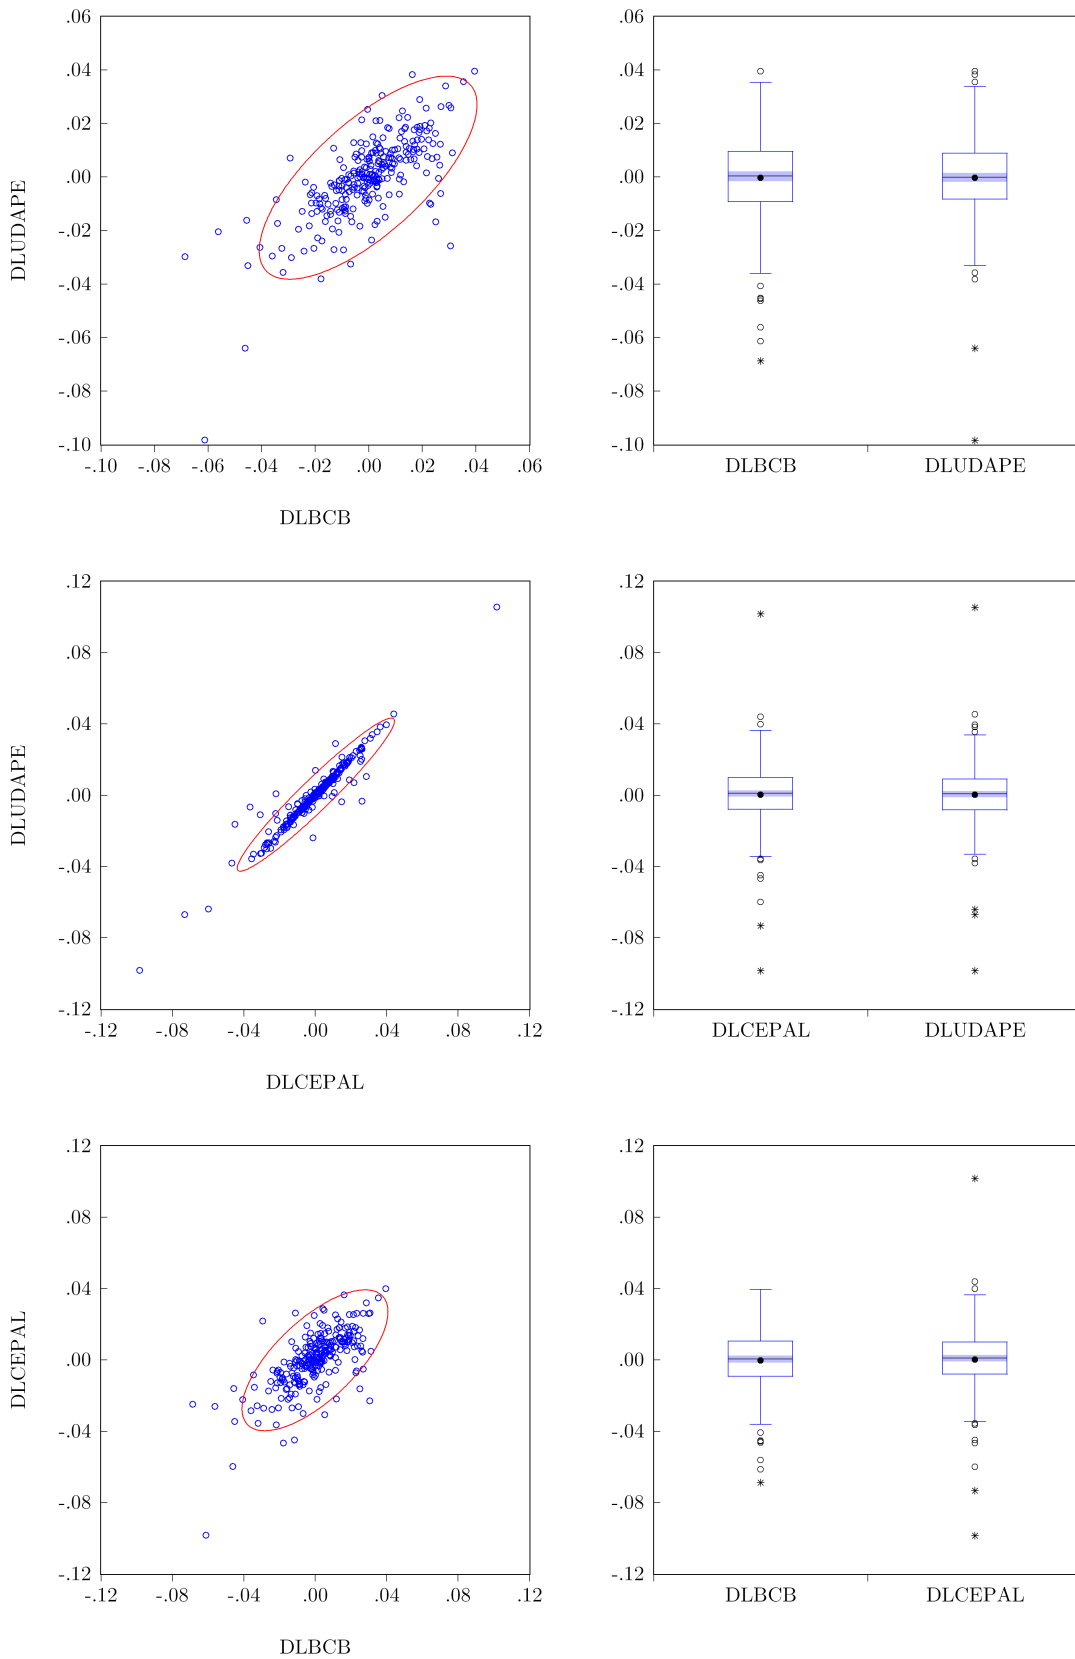 .06 .06
.04 .04
.02 .02
.00 .00
-.02 -.02
-.04 -.04
-.06 -.06
-.08 -.08
-.10 -.10
DLUDAPE
-.10 -.08 -.06 -.04 -.02 .00 .02 .04 .06
DLBCB
DLBCB DLUDAPE
.12 .12
.08 .08
.04 .04
.00 .00
-.04 -.04
-.08 -.08
-.12 -.12
DLUDAPE
-.12 -.08 -.04 .00 .04 .08 .12
DLCEPAL
DLCEPAL DLUDAPE
.12 .12
.08 .08
.04 .04
.00 .00
-.04 -.04
-.08 -.08
-.12 -.12
DLCEPAL
-.12 -.08 -.04 .00 .04 .08 .12
DLBCB
DLBCB DLCEPAL